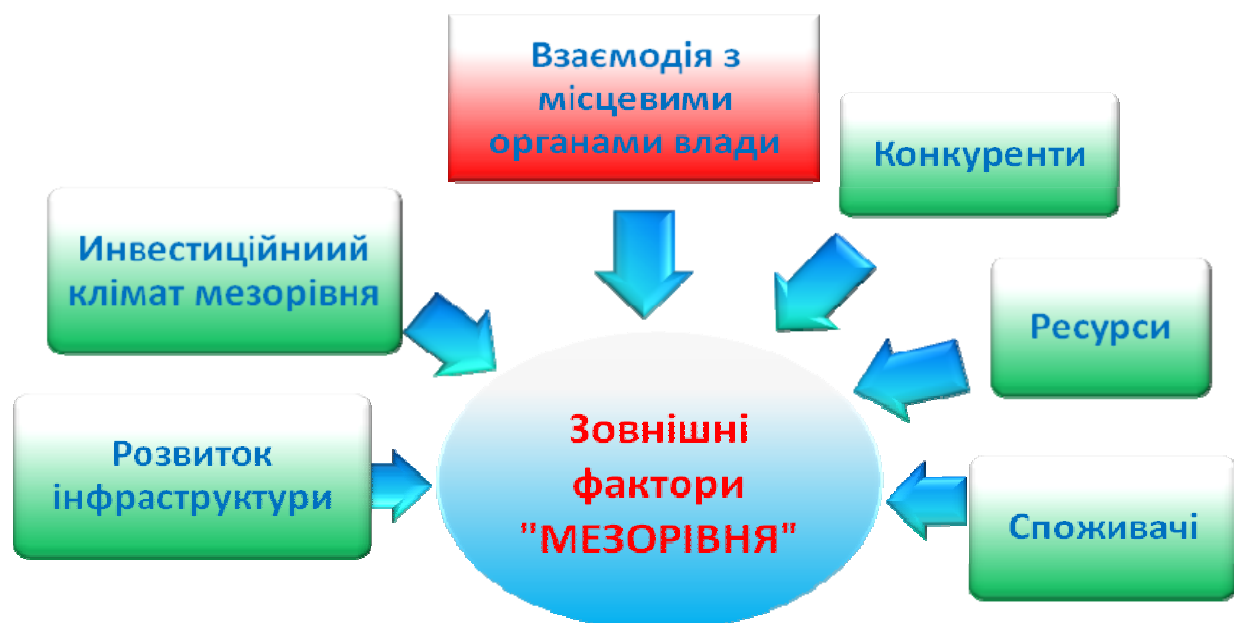 Взаємодія з
місцевими
органами влади
Конкуренти
Инвестиційниий
клімат мезорівня
Ресурси
Розвиток
інфраструктури
Зовнішні
фактори
"МЕЗОРІВНЯ"
Споживачі